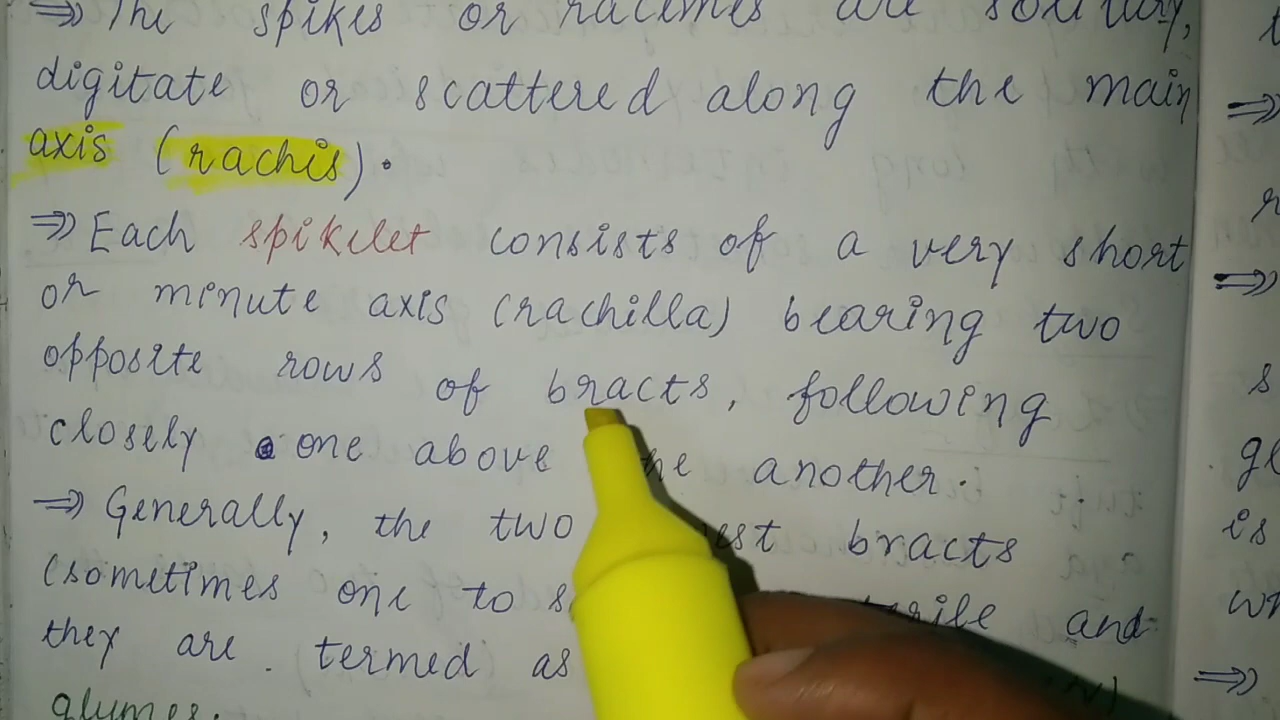 ⇒ The spikes or racemes are solitary,
digitate or scattered along the main
axis (rachis).
⇒ Each spikelet consists of a very short
or minute axis (rachilla) bearing two
opposite rows of bracts, following
closely one above the another.
⇒ Generally, the two bracts
(sometimes one to and
they are termed as
glumes.